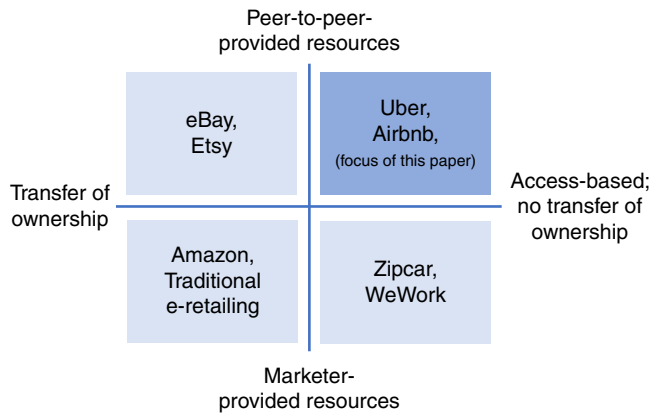 Peer-to-peer-
provided resources
eBay,
Etsy
Uber,
Airbnb,
(focus of this paper)
Transfer of
ownership
Access-based;
no transfer of
ownership
Amazon,
Traditional
e-retailing
Zipcar,
WeWork
Marketer-
provided resources